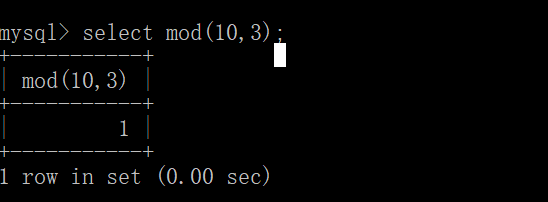 mysql> select mod(10,3);
+-----------+
| mod(10,3) |
+-----------+
|         1 |
+-----------+
1 row in set (0.00 sec)